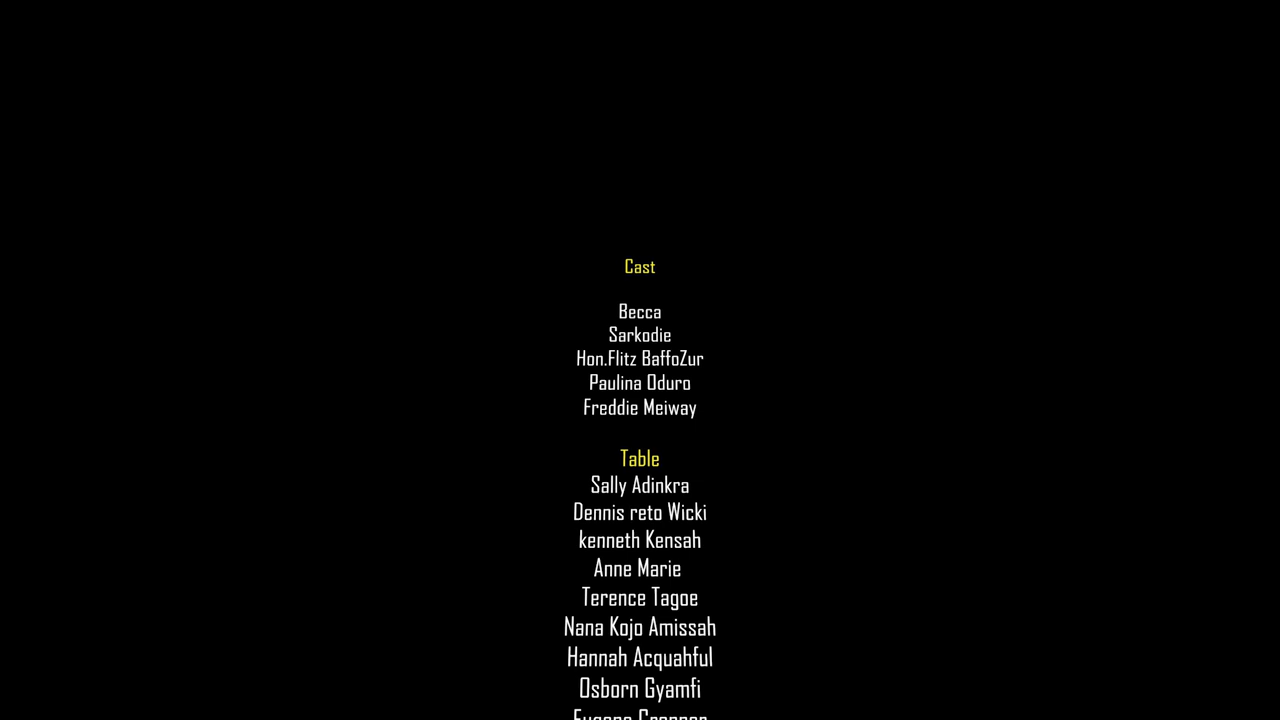 Cast
Becca
Sarkodie
Hon.Flitz BaffoZur
Paulina Oduro
Freddie Meiway
Table
Sally Adinkra
Dennis reto Wicki
kenneth Kensah
Anne Marie
Terence Tagoe
Nana Kojo Amissah
Hannah Acquahful
Osborn Gyamfi